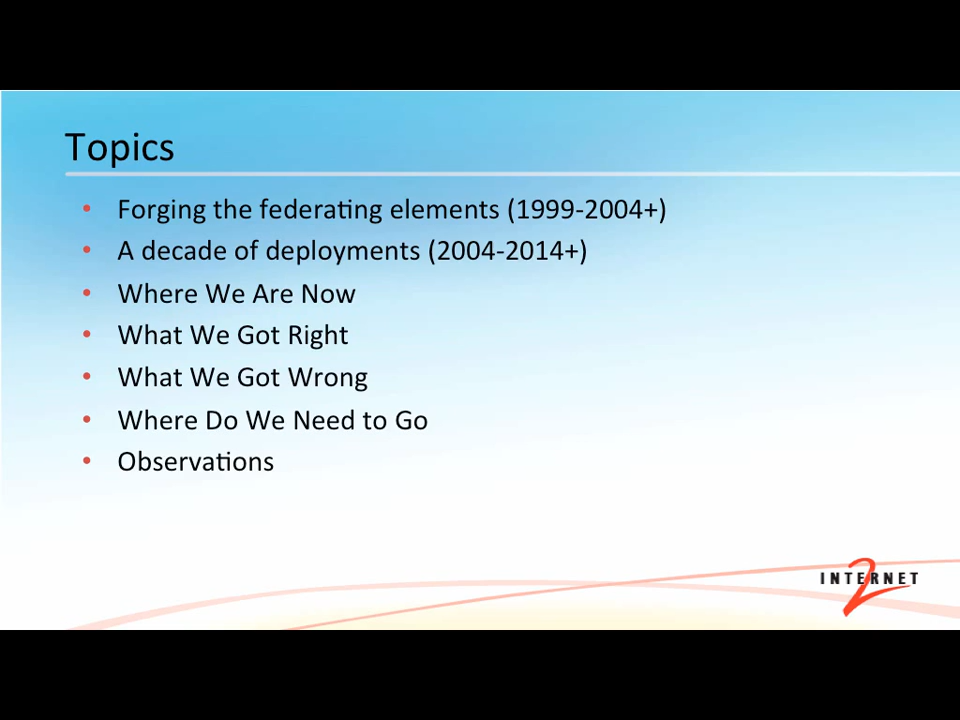 Topics
• Forging the federating elements (1999-2004+)
• A decade of deployments (2004-2014+)
• Where We Are Now
• What We Got Right
• What We Got Wrong
• Where Do We Need to Go
• Observations
INTERNET
2